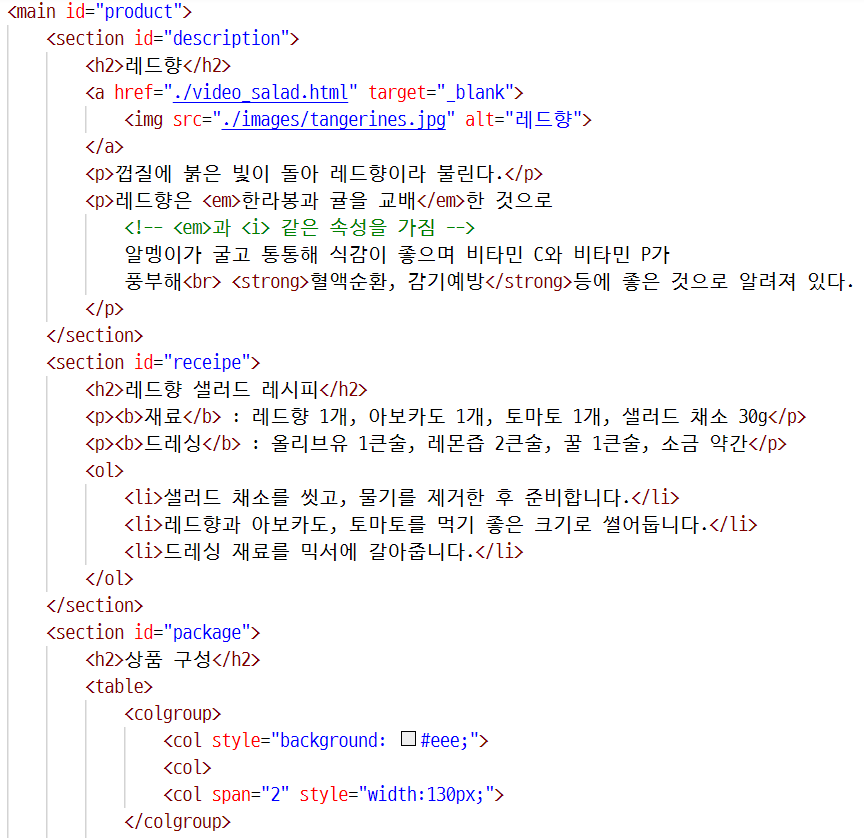 <main id="product">
<section id="description">
<h2>레드향</h2>
<a href="./video_salad.html" target="_blank">
<img src="./images/tangerines.jpg" alt="레드향">
</a>
<p>껍질에 붉은 빛이 돌아 레드향이라 불린다.</p>
<p>레드향은 <em>한라봉과 귤을 교배</em>한 것으로
<!-- <em>과 <i> 같은 속성을 가짐 -->
알멩이가 굴고 통통해 식감이 좋으며 비타민 C와 비타민 P가
풍부해<br> <strong>혈액순환, 감기예방</strong>등에 좋은 것으로 알려져 있다.
</p>
</section>
<section id="receipe">
<h2>레드향 샐러드 레시피</h2>
<p><b>재료</b> : 레드향 1개, 아보카도 1개, 토마토 1개, 샐러드 채소 30g</p>
<p><b>드레싱</b> : 올리브유 1큰술, 레몬즙 2큰술, 꿀 1큰술, 소금 약간</p>
<ol>
<li>샐러드 채소를 씻고, 물기를 제거한 후 준비합니다.</li>
<li>레드향과 아보카도, 토마토를 먹기 좋은 크기로 썰어둡니다.</li>
<li>드레싱 재료를 믹서에 갈아줍니다.</li>
</ol>
</section>
<section id="package">
<h2>상품 구성</h2>
<table>
<colgroup>
<col style="background: #eee;">
<col>
<col span="2" style="width:130px;">
</colgroup>